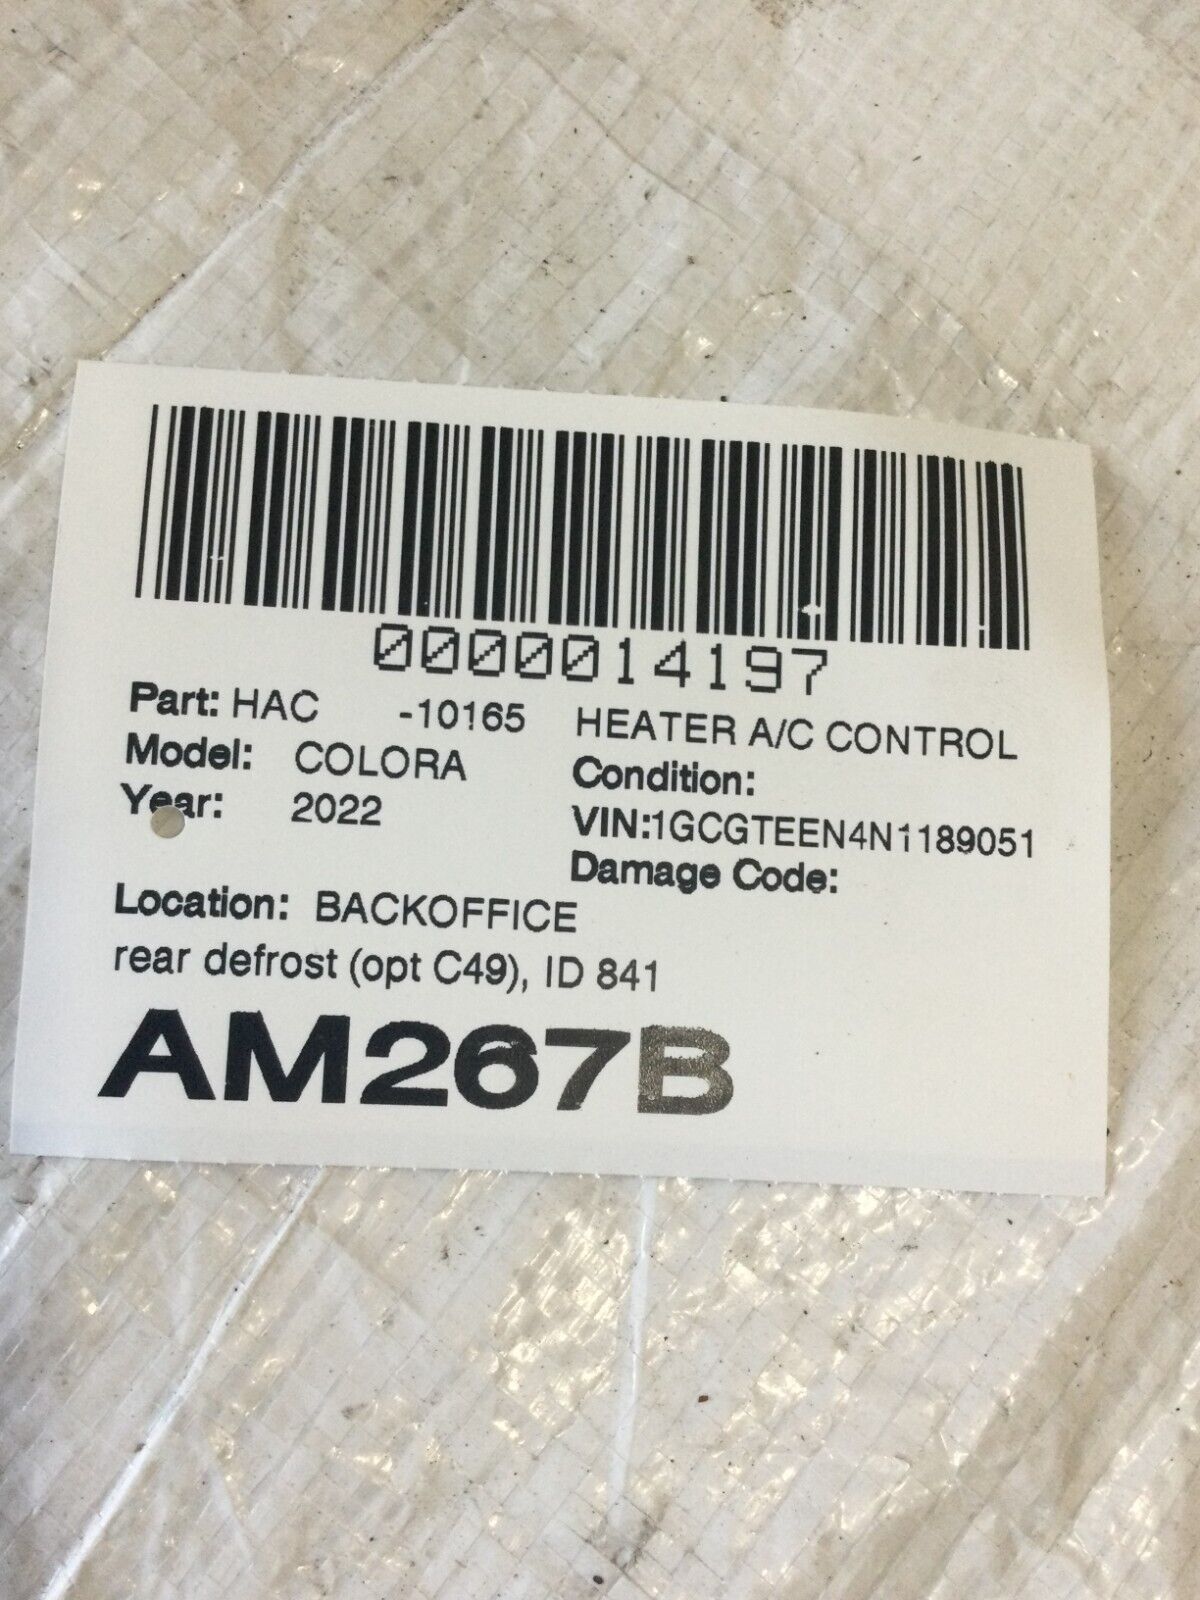 0000014197
Part: HAC -10165 HEATER A/C CONTROL
Model: COLORA Condition:
Year: 2022 VIN:1GCGTEEN4N1189051
Damage Code:
Location: BACKOFFICE
rear defrost (opt C49), ID 841
AM267B